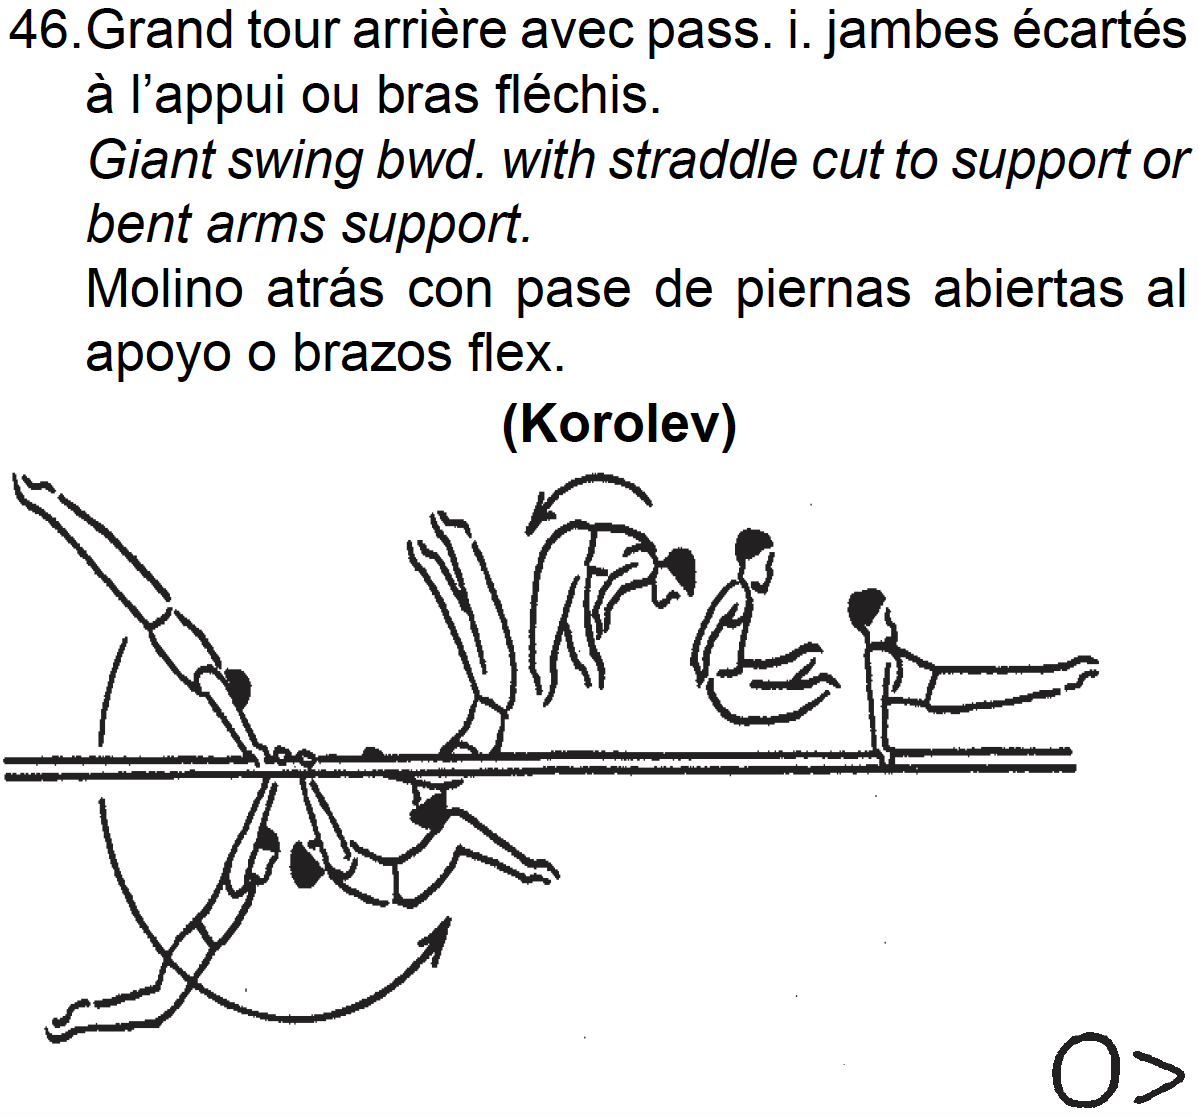 46.Grand tour arrière avec pass. i. jambes écartés
à l’appui ou bras fléchis.
Giant swing bwd. with straddle cut to support or
bent arms support.
Molino atrás con pase de piernas abiertas al
apoyo o brazos flex.
(Korolev)
O>